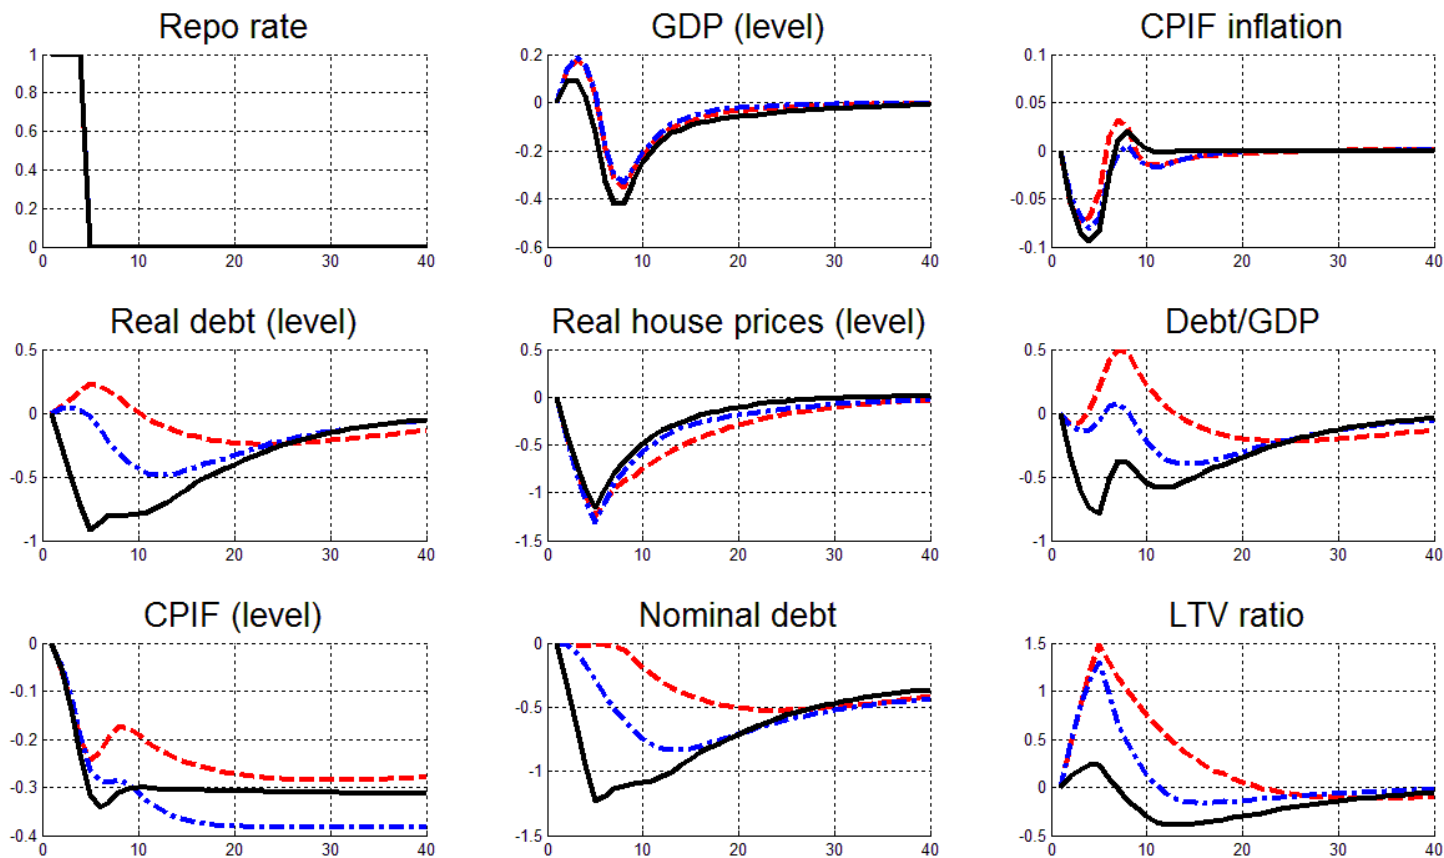 Repo rate GDP (level) CPIF inflation
1 0.2 0.1
0.8 0 0.05
0.6 -0.2 0
0.4 -0.4 -0.05
0.2 -0.6 -0.1
0
0 10 20 30 40 0 10 20 30 40 0 10 20 30 40
Real debt (level) Real house prices (level) Debt/GDP
0.5 0.5 0.5
0 0 0
-0.5 -0.5 -0.5
-1 -1 -1
-1.5
0 10 20 30 40 0 10 20 30 40 0 10 20 30 40
CPIF (level) Nominal debt LTV ratio
0 0 1.5
-0.1 -0.5 1
-0.2 -1 0.5
-0.3 -1.5 0
-0.4 -0.5
0 10 20 30 40 0 10 20 30 40 0 10 20 30 40